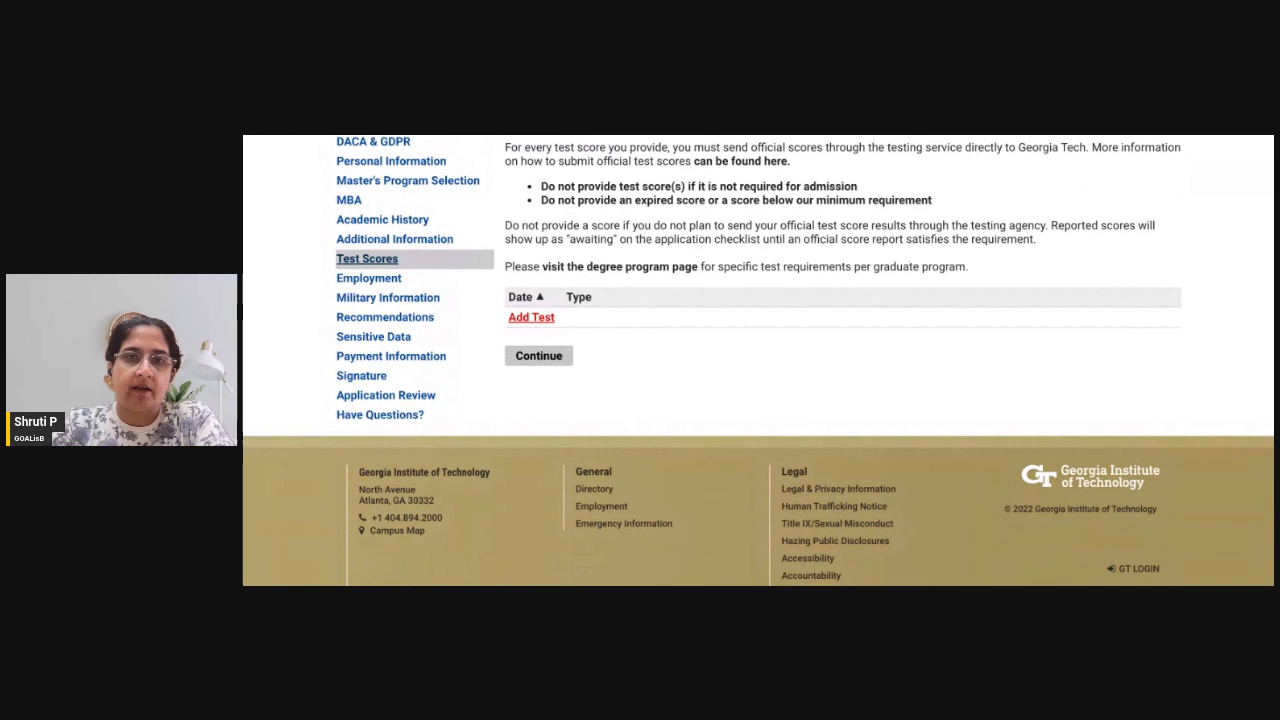 DACA & GDPR
Personal Information
Master's Program Selection
MBA
Academic History
Additional Information
Test Scores
Employment
Military Information
Recommendations
Sensitive Data
Payment Information
Signature
Application Review
Have Questions?
For every test score you provide, you must send official scores through the testing service directly to Georgia Tech. More information
on how to submit official test scores can be found here.
• Do not provide test score(s) if it is not required for admission
• Do not provide an expired score or a score below our minimum requirement
Do not provide a score if you do not plan to send your official test score results through the testing agency. Reported scores will
show up as "awaiting" on the application checklist until an official score report satisfies the requirement.
Please visit the degree program page for specific test requirements per graduate program.
Date ▲ Type
Add Test
Continue
Shruti P
GOALisB
Georgia Institute of Technology
North Avenue
Atlanta, GA 30332
+1 404.894.2000
Campus Map
General
Directory
Employment
Emergency Information
Legal
Legal & Privacy Information
Human Trafficking Notice
Title IX/Sexual Misconduct
Hazing Public Disclosures
Accessibility
Accountability
GT Georgia Institute
of Technology
© 2022 Georgia Institute of Technology
GT LOGIN